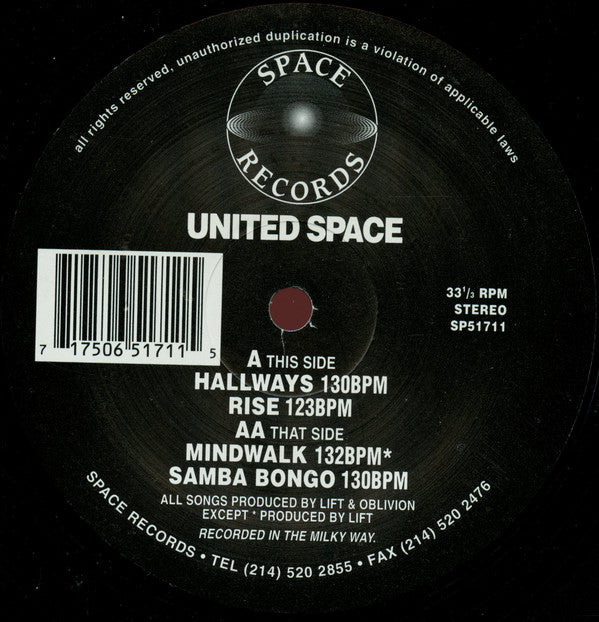 all rights reserved, unauthorized duplication is a violation of applicable laws
SPACE
RECORDS
UNITED SPACE
7 17506 51711 5
33 1/3 RPM
STEREO
SP51711
A THIS SIDE
HALLWAYS 130BPM
RISE 123BPM
AA THAT SIDE
MINDWALK 132BPM*
SAMBA BONGO 130BPM
ALL SONGS PRODUCED BY LIFT & OBLIVION
EXCEPT * PRODUCED BY LIFT
RECORDED IN THE MILKY WAY.
SPACE RECORDS • TEL (214) 520 2855 • FAX (214) 520 2476